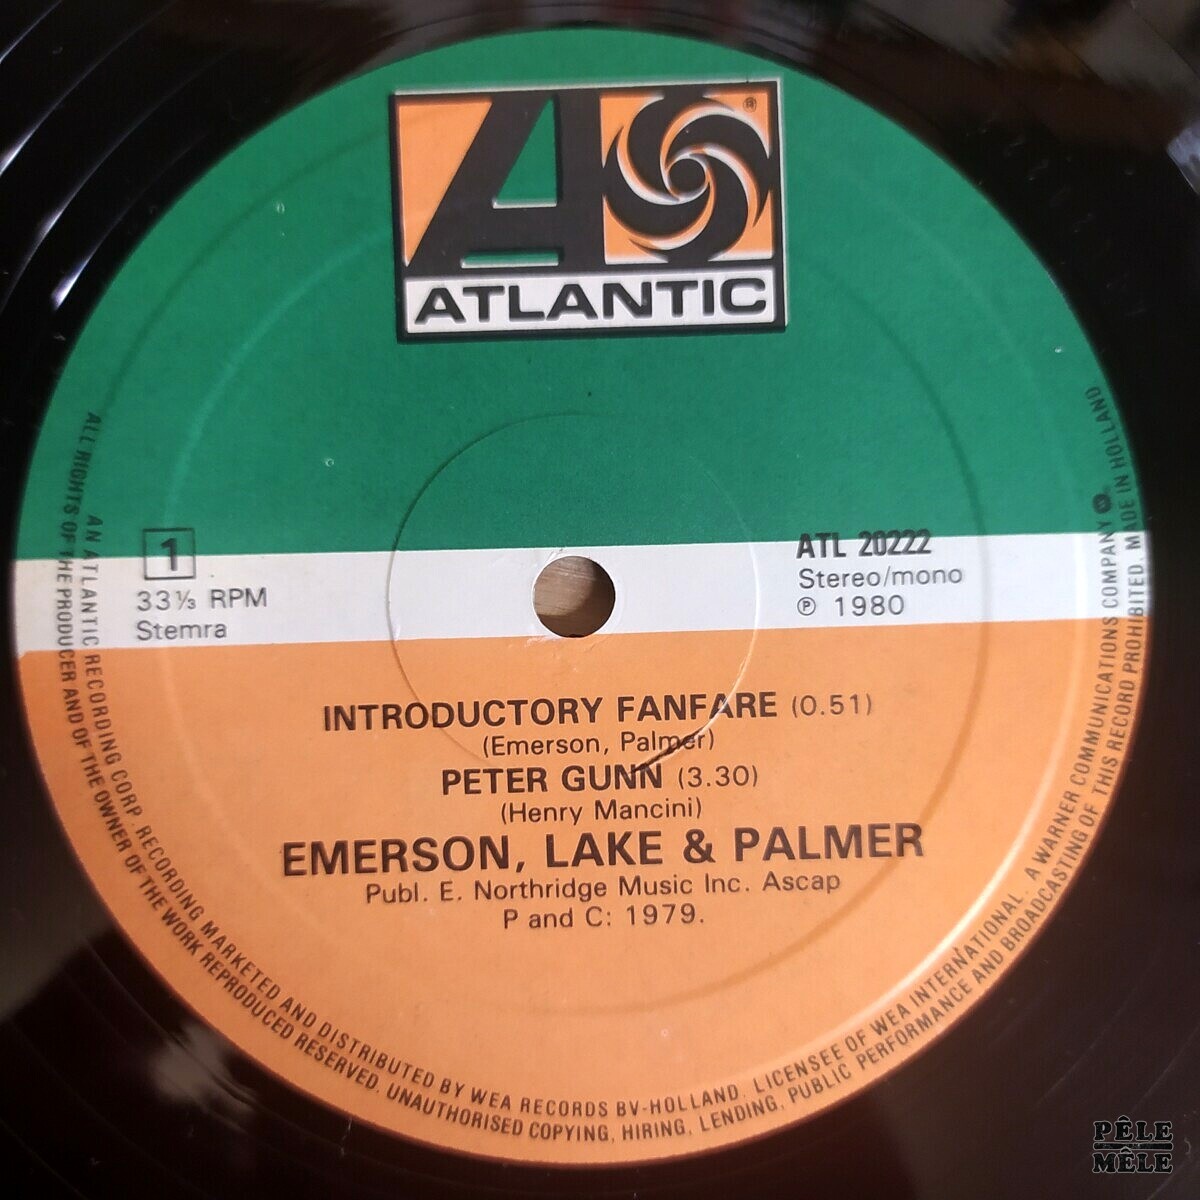 ATLANTIC
1
33⅓ RPM
Stemra
ATL 20222
Stereo/mono
℗ 1980
INTRODUCTORY FANFARE (0.51)
(Emerson, Palmer)
PETER GUNN (3.30)
(Henry Mancini)
EMERSON, LAKE & PALMER
Publ. E. Northridge Music Inc. Ascap
P and C: 1979.
AN ATLANTIC RECORDING CORP. RECORDING MARKETED AND DISTRIBUTED BY WEA RECORDS BV-HOLLAND. LICENSEE OF WEA INTERNATIONAL. A WARNER COMMUNICATIONS COMPANY
ALL RIGHTS OF THE PRODUCER AND OF THE OWNER OF THE WORK REPRODUCED RESERVED. UNAUTHORISED COPYING, HIRING, LENDING, PUBLIC PERFORMANCE AND BROADCASTING OF THIS RECORD PROHIBITED. MADE IN HOLLAND
PÊLE
MÊLE